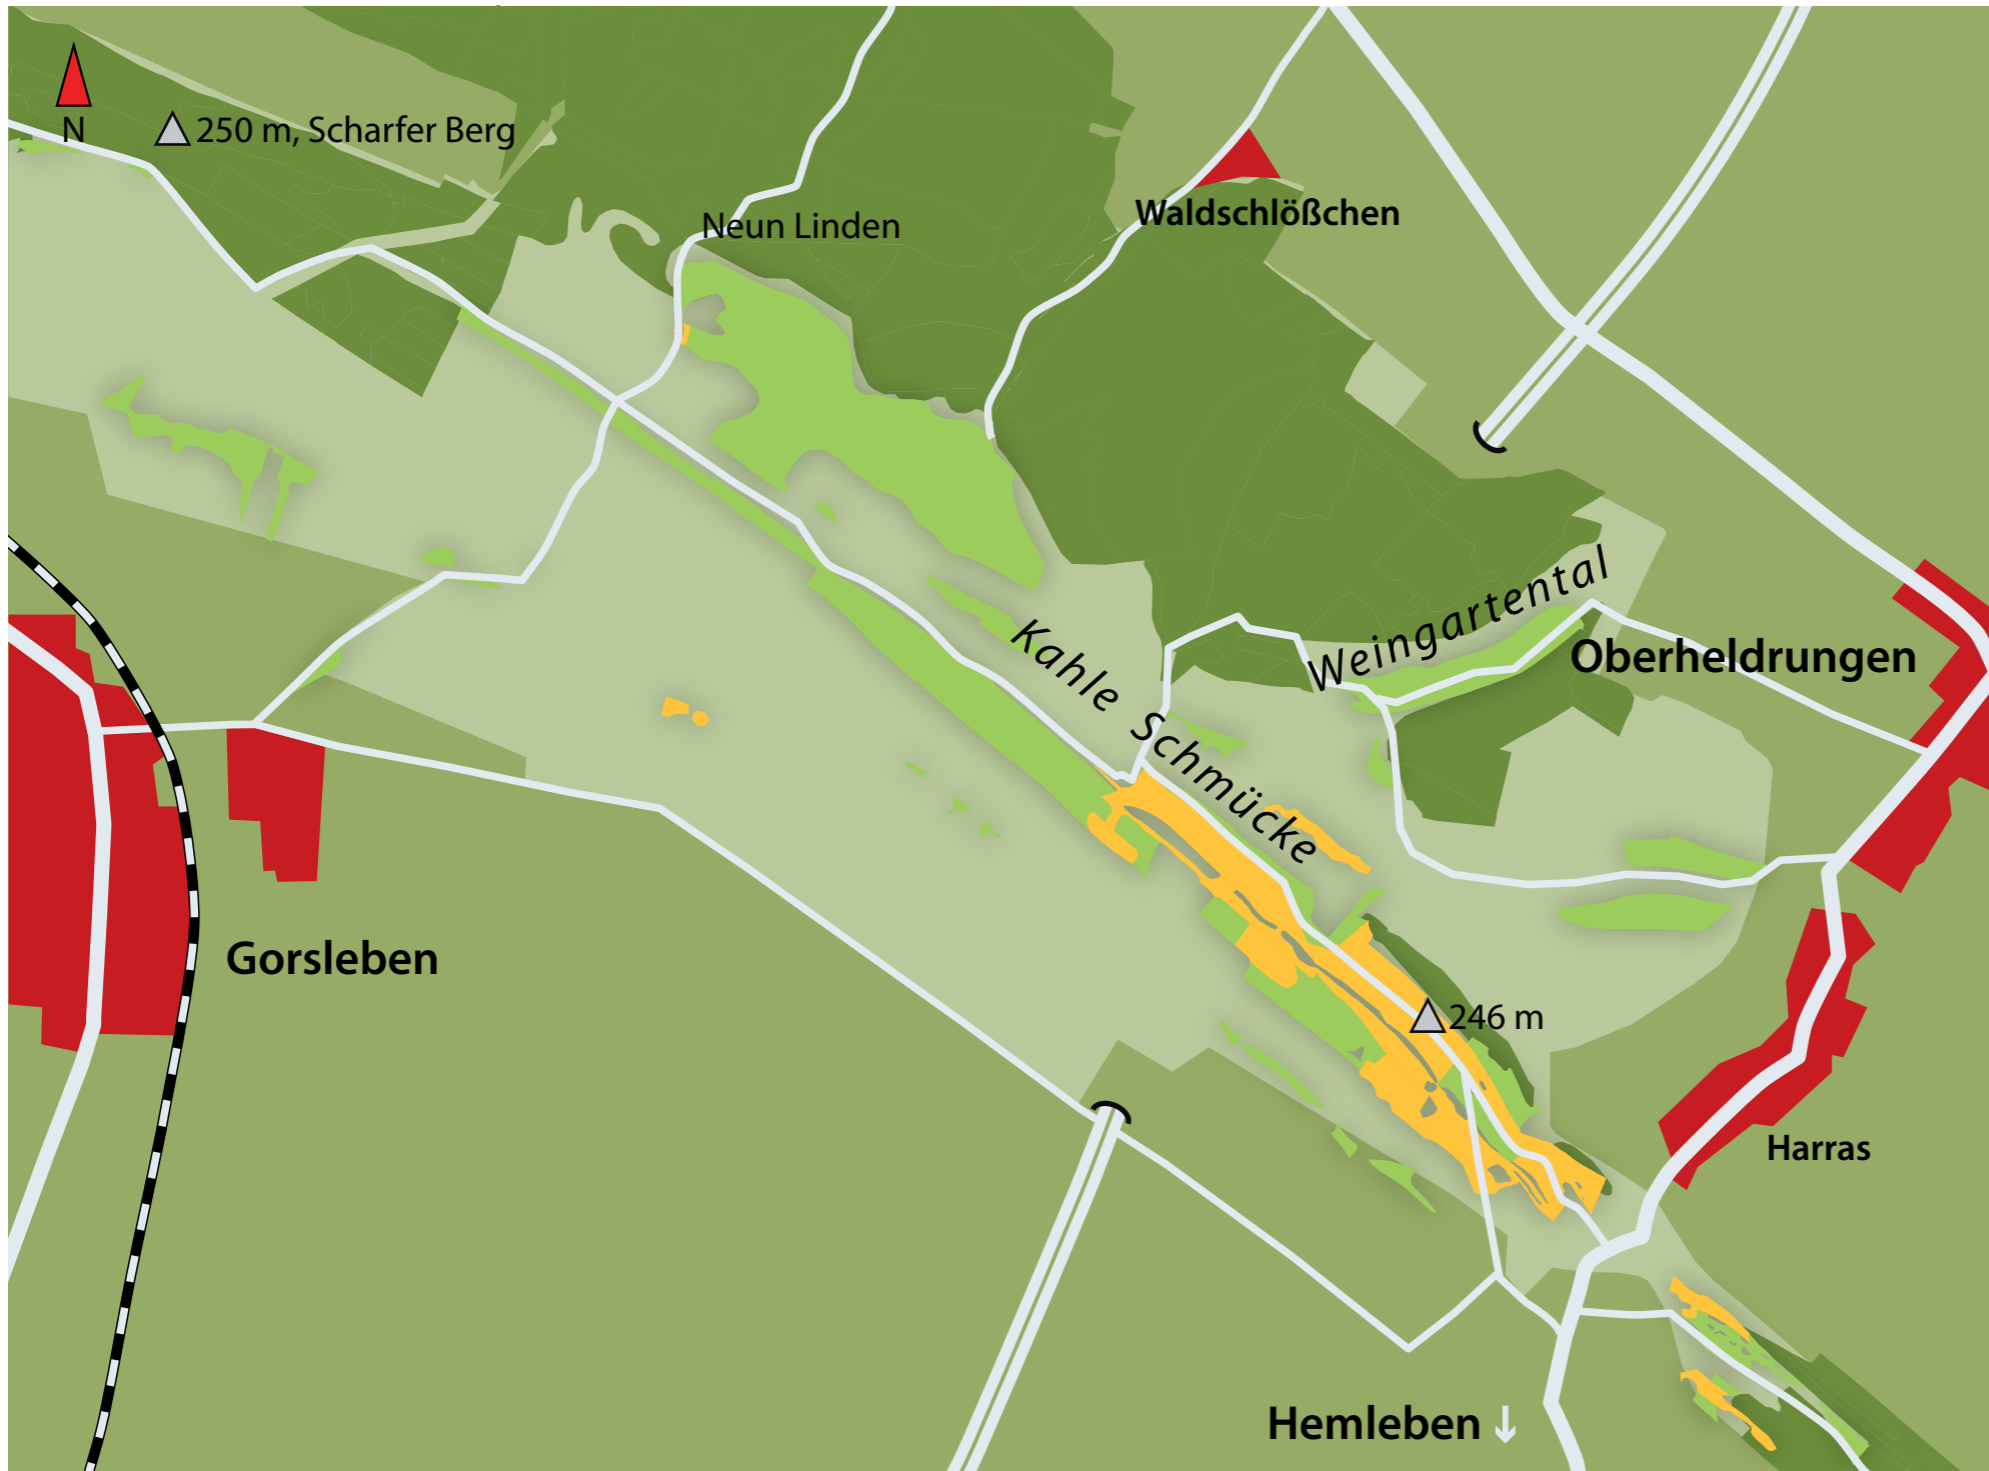 N
250 m, Scharfer Berg
Neun Linden
Waldschlößchen
Weingartental
Kahle Schmücke
Oberheldrungen
Gorsleben
246 m
Harras
Hemleben ↓